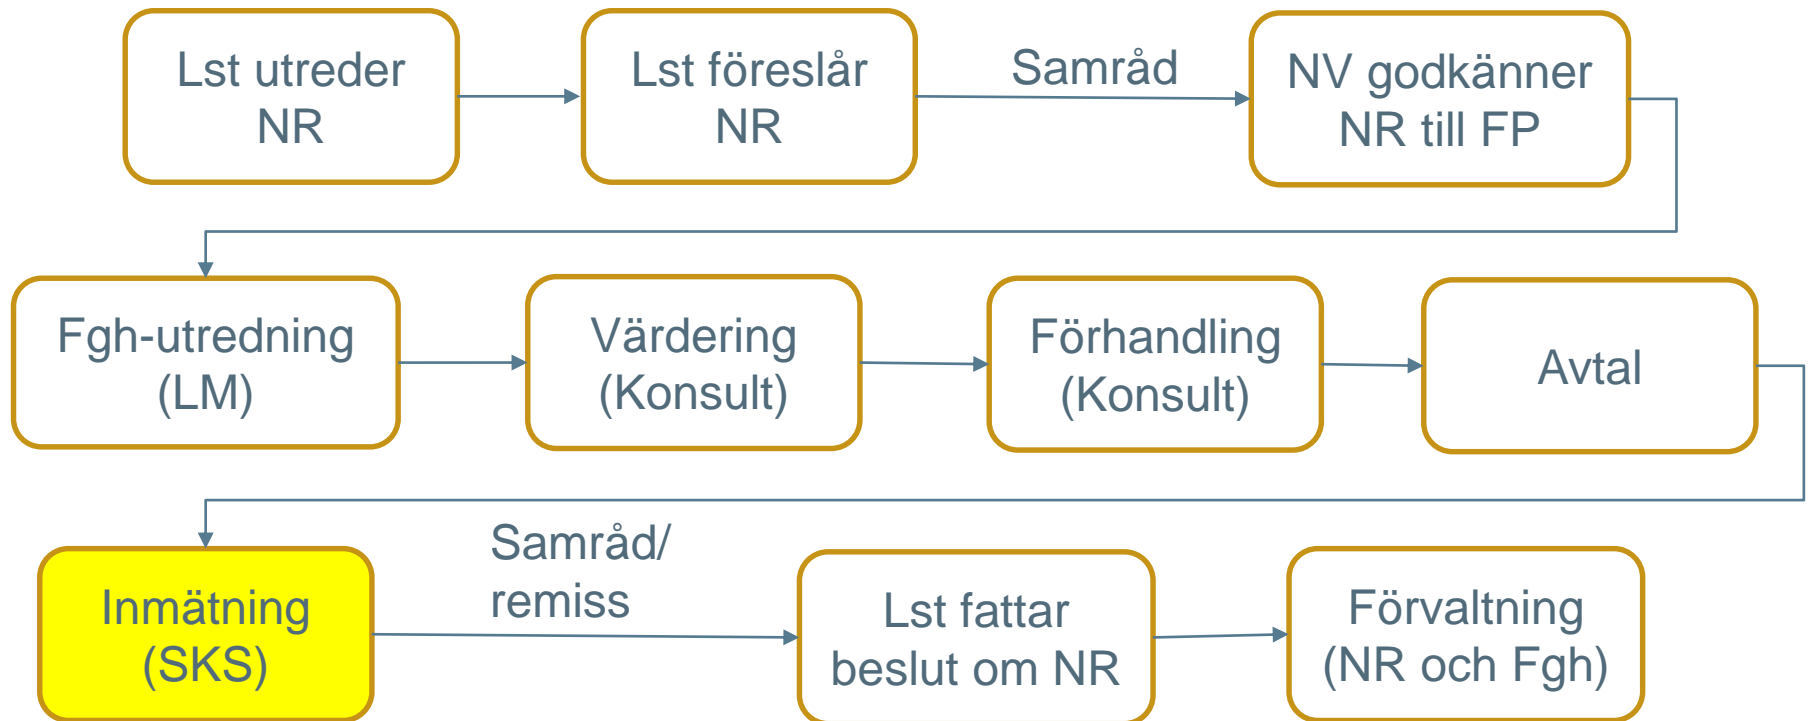 Lst utreder
NR
Lst föreslår
NR
Samråd
NV godkänner
NR till FP
Fgh-utredning
(LM)
Värdering
(Konsult)
Förhandling
(Konsult)
Avtal
Inmätning
(SKS)
Samråd/
remiss
Lst fattar
beslut om NR
Förvaltning
(NR och Fgh)